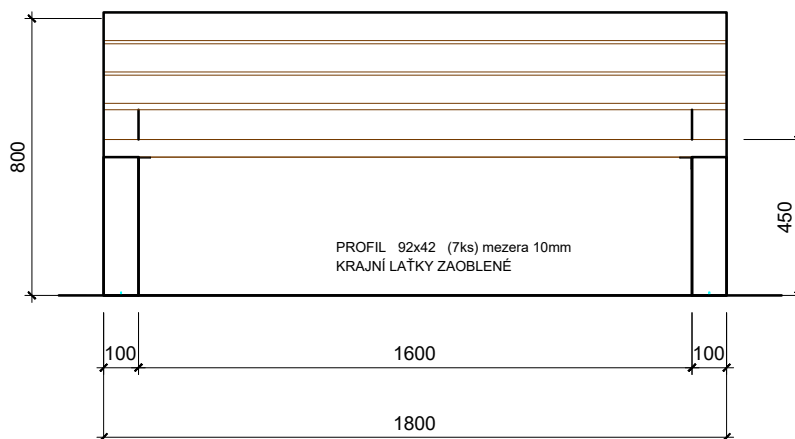 800
450
PROFIL 92x42 (7ks) mezera 10mm
KRAJNÍ LAŤKY ZAOBLENÉ
100 1600 100
1800